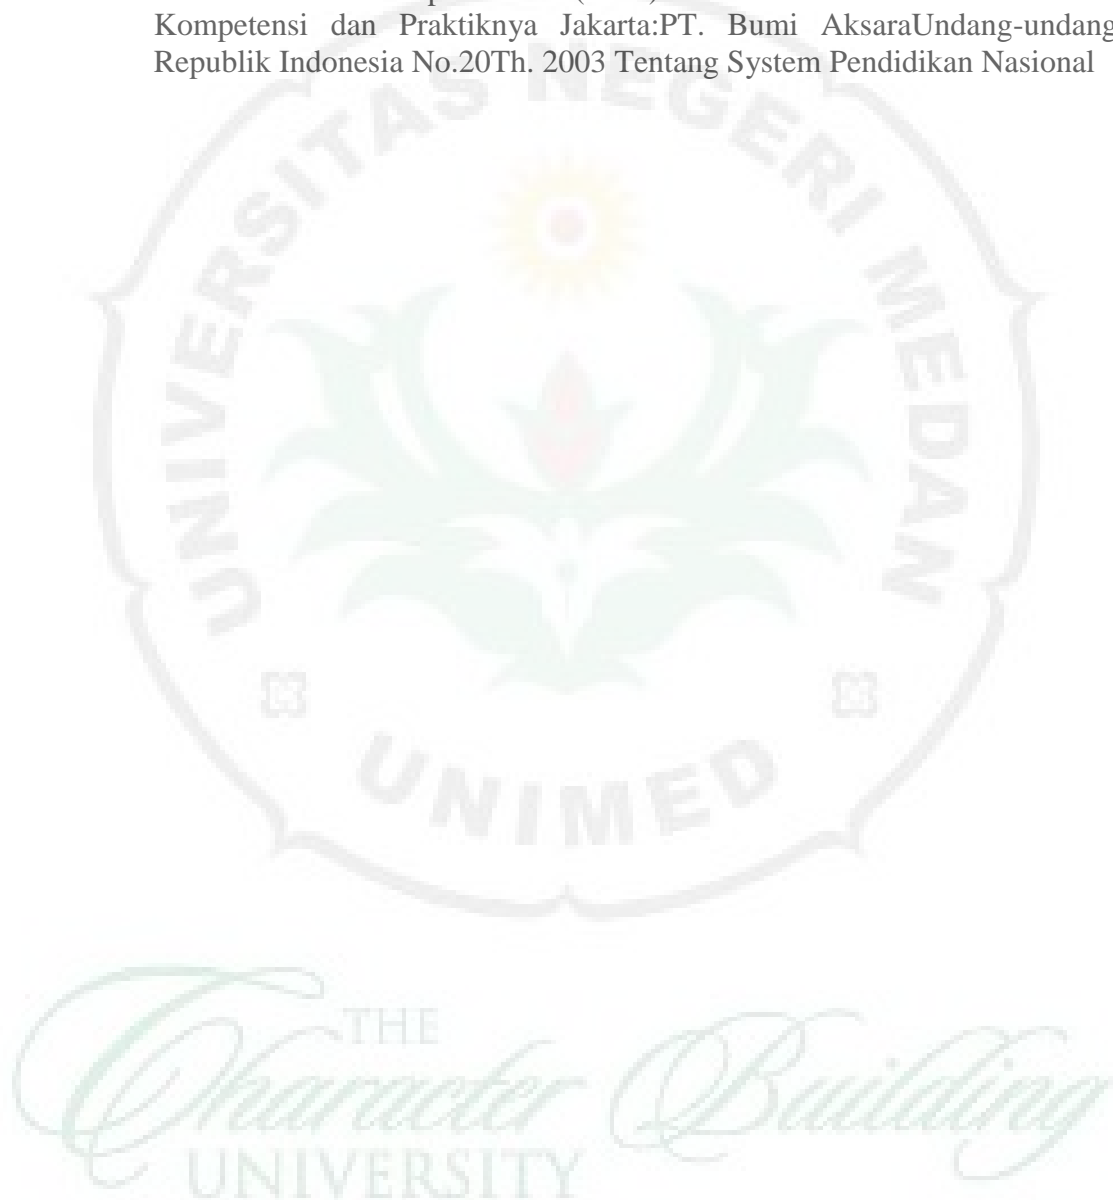 Kompetensi dan Praktiknya Jakarta:PT. Bumi AksaraUndang-undang
Republik Indonesia No.20Th. 2003 Tentang System Pendidikan Nasional
UNIVERSITAS NEGERI MEDAN
UNIMED
THE
Character Building
UNIVERSITY